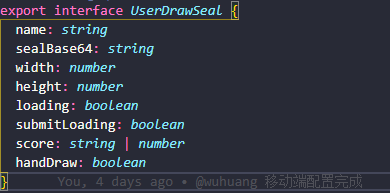 export interface UserDrawSeal {
name: string
sealBase64: string
width: number
height: number
loading: boolean
submitLoading: boolean
score: string | number
handDraw: boolean
} You, 4 days ago • @wuhuang 移动端配置完成